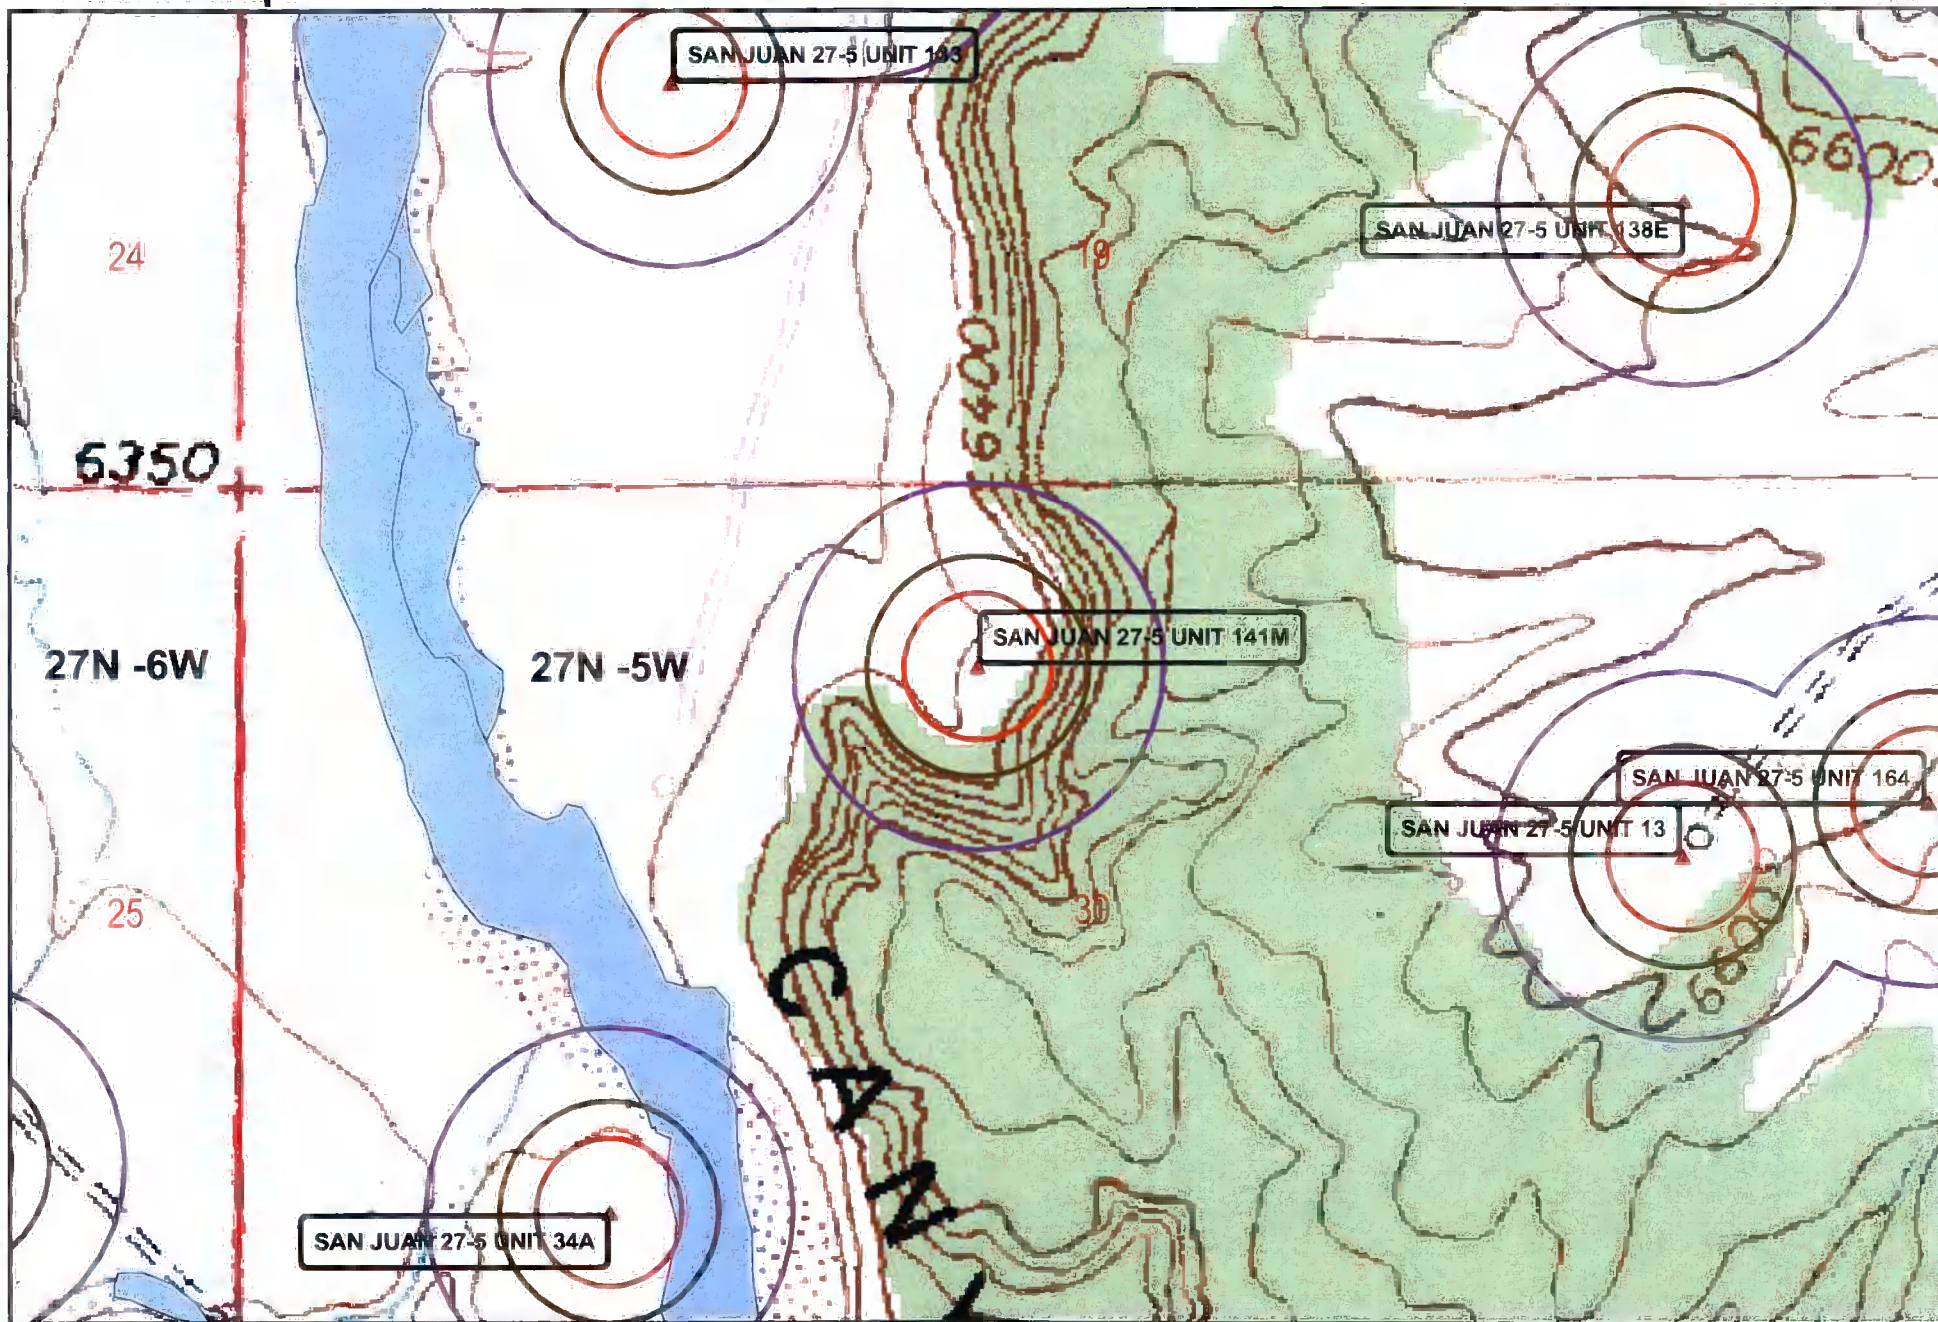 SAN JUAN 27-5 UNIT 133
6600
SAN JUAN 27-5 UNIT 138E
24
19
6400
6350
SAN JUAN 27-5 UNIT 141M
27N -6W
27N -5W
SAN JUAN 27-5 UNIT 164
SAN JUAN 27-5 UNIT 13
25
30
6600
C A N
SAN JUAN 27-5 UNIT 34A